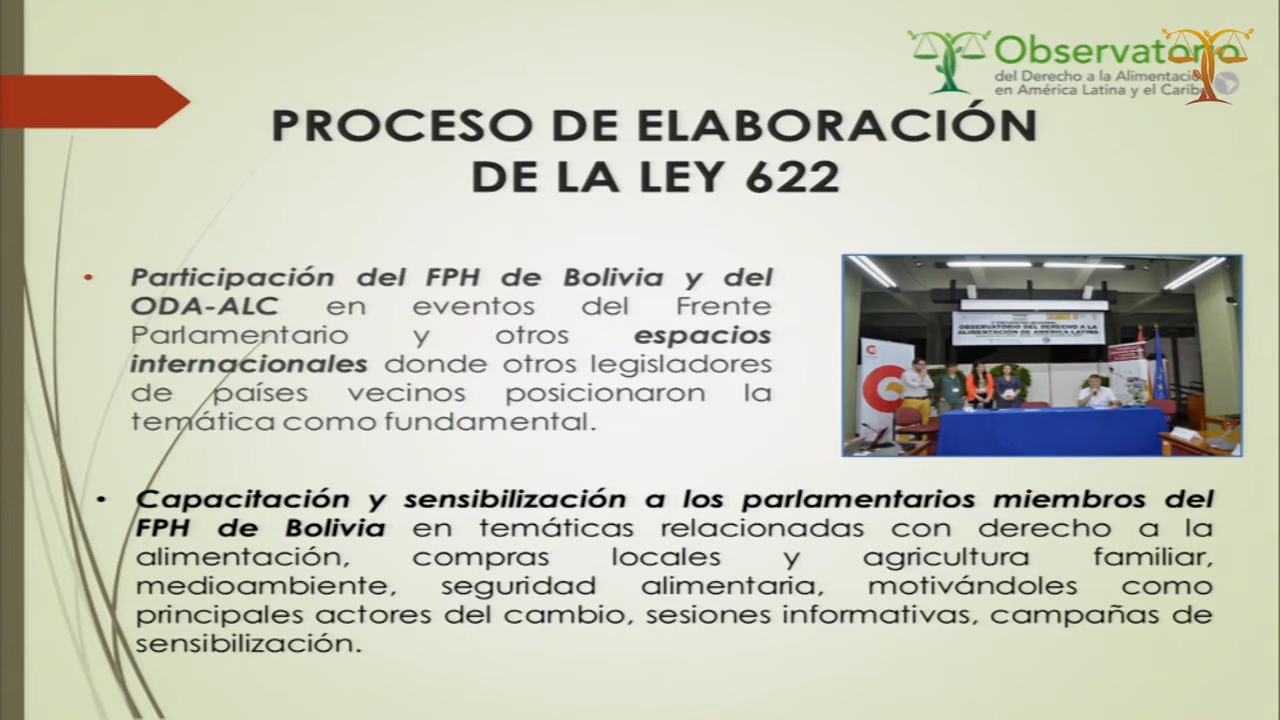 Observatorio
del Derecho a la Alimentación
en América Latina y el Caribe
PROCESO DE ELABORACIÓN
DE LA LEY 622
• Participación del FPH de Bolivia y del
ODA-ALC en eventos del Frente
Parlamentario y otros espacios
internacionales donde otros legisladores
de países vecinos posicionaron la
temática como fundamental.
OBSERVATORIO DEL DERECHO A LA
ALIMENTACIÓN DE AMÉRICA LATINA
• Capacitación y sensibilización a los parlamentarios miembros del
FPH de Bolivia en temáticas relacionadas con derecho a la
alimentación, compras locales y agricultura familiar,
medioambiente, seguridad alimentaria, motivándoles como
principales actores del cambio, sesiones informativas, campañas de
sensibilización.